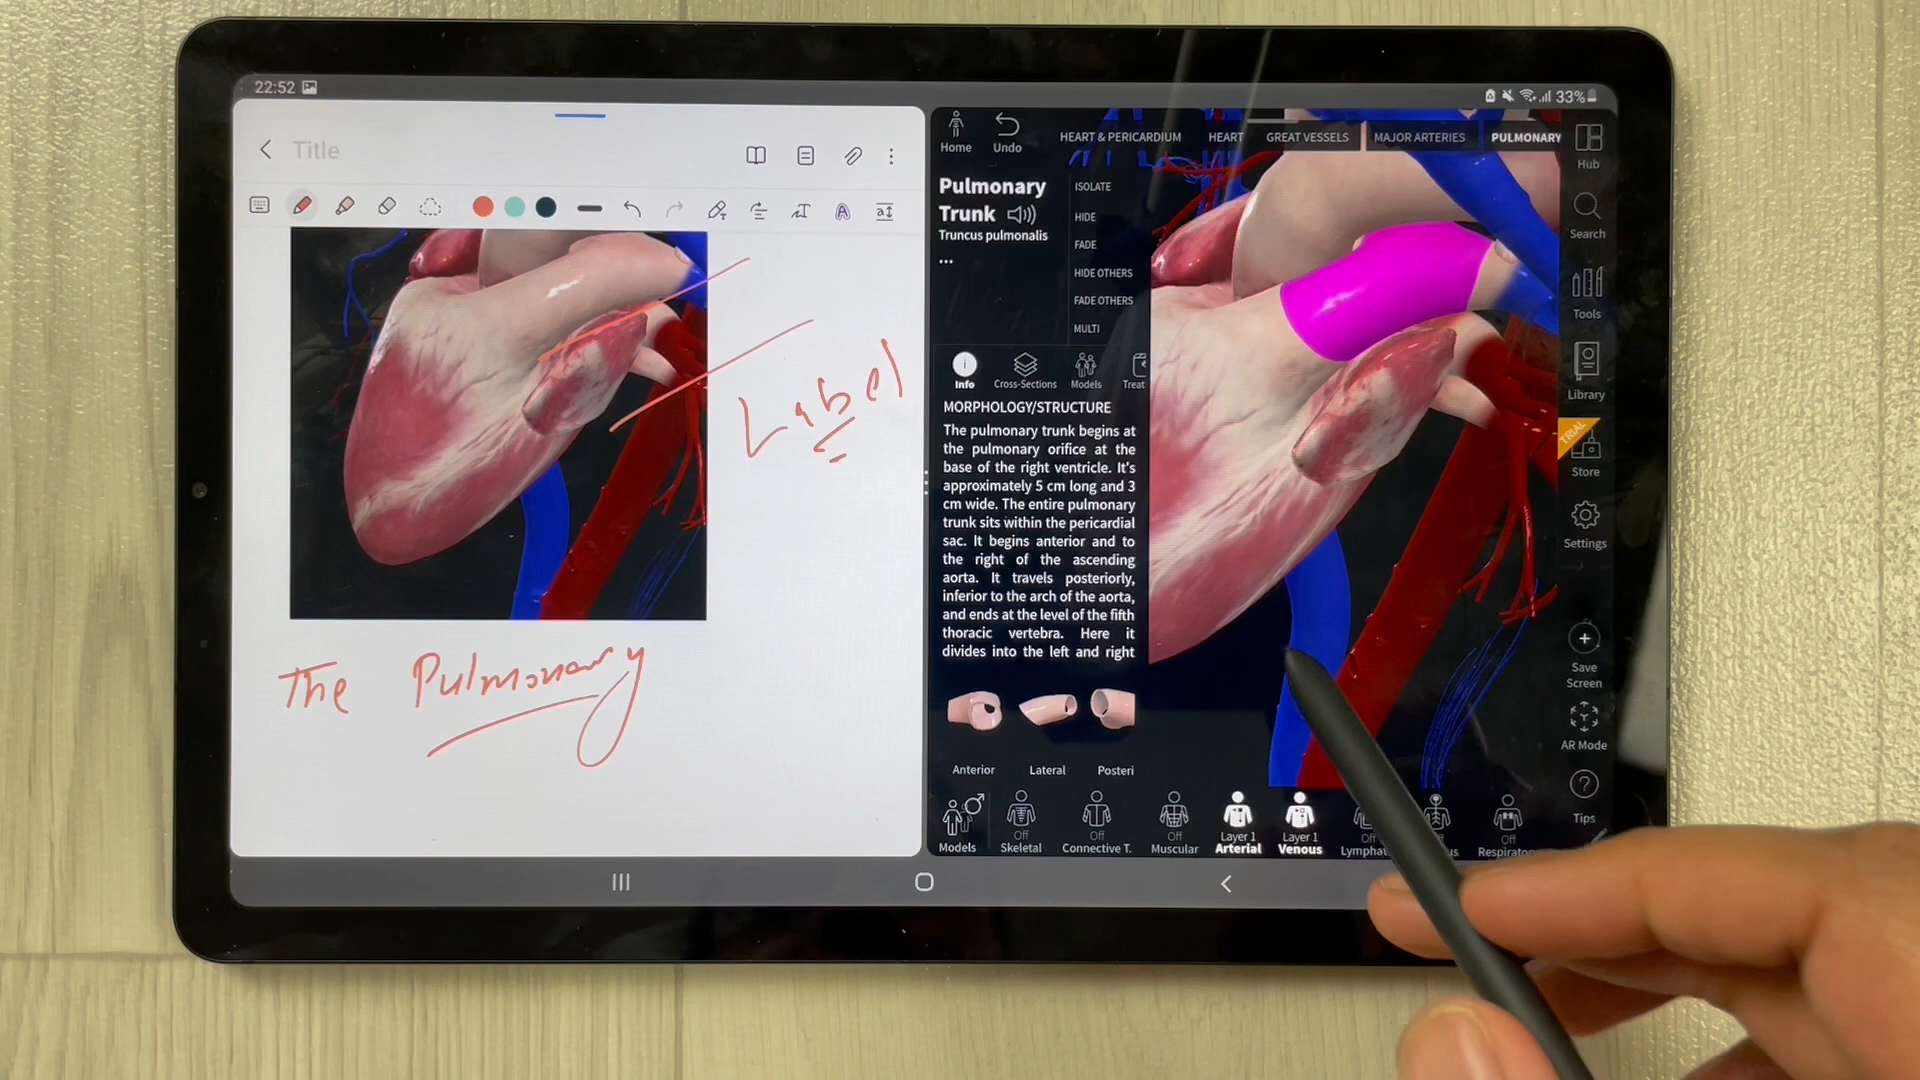 22:52
33%
Title
Label
The Pulmonary
Home
Undo
HEART & PERICARDIUM
HEART
GREAT VESSELS
MAJOR ARTERIES
PULMONARY
Hub
Pulmonary
Trunk
Truncus pulmonalis
...
ISOLATE
HIDE
FADE
HIDE OTHERS
FADE OTHERS
MULTI
Info
Cross-Sections
Models
Treat
MORPHOLOGY/STRUCTURE
The pulmonary trunk begins at
the pulmonary orifice at the
base of the right ventricle. It's
approximately 5 cm long and 3
cm wide. The entire pulmonary
trunk sits within the pericardial
sac. It begins anterior and to
the right of the ascending
aorta. It travels posteriorly,
inferior to the arch of the aorta,
and ends at the level of the fifth
thoracic vertebra. Here it
divides into the left and right
Anterior
Lateral
Posteri
Search
Tools
Library
TRIAL
Store
Settings
Save
Screen
AR Mode
Tips
Models
Off
Skeletal
Off
Connective T.
Off
Muscular
Layer 1
Arterial
Layer 1
Venous
Off
Lympha
us
Off
Respirator